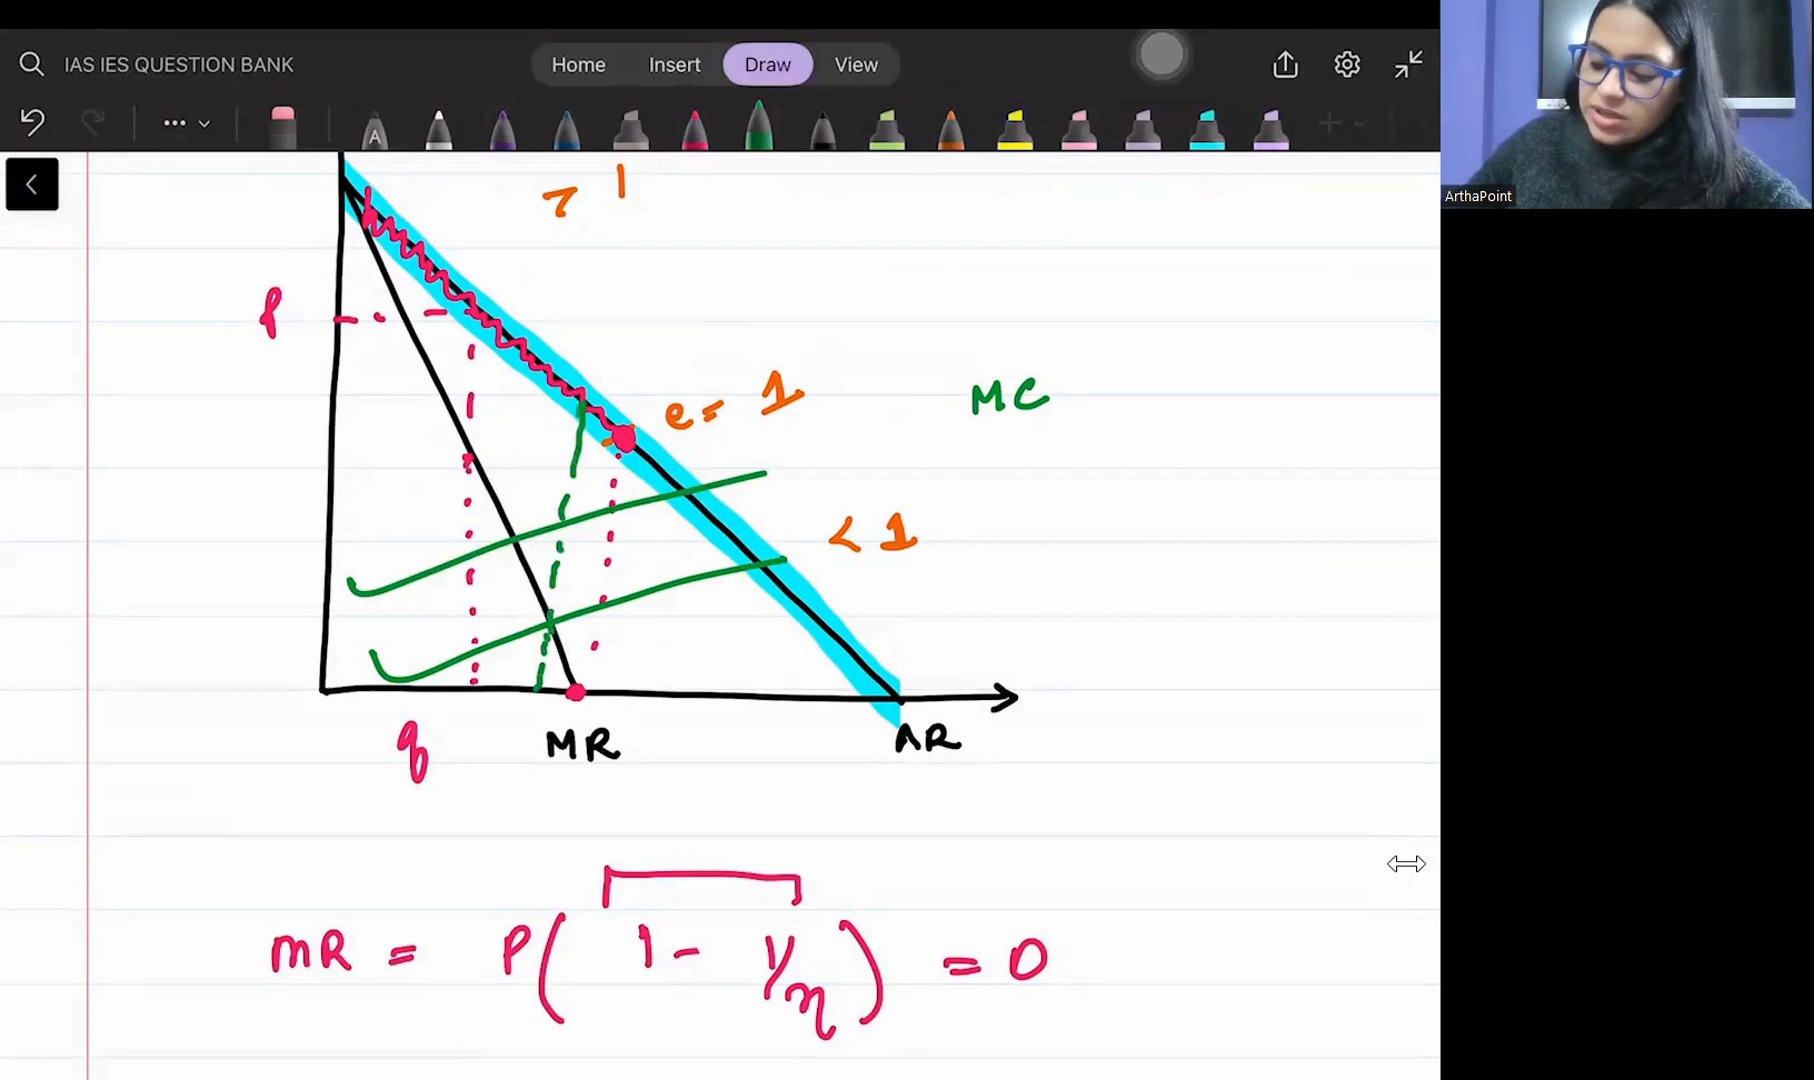 IAS IES QUESTION BANK
Home Insert Draw View
A
ArthaPoint
> 1
p
e = 1
MC
< 1
q
MR
AR
MR = P( 1 - 1/η ) = 0